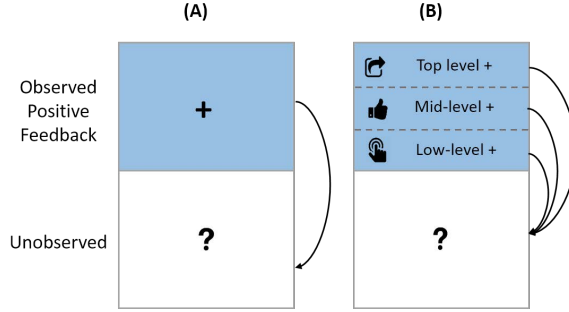 (A)
(B)
Observed
Positive
Feedback
+
Top level +
Mid-level +
Low-level +
Unobserved
?
?